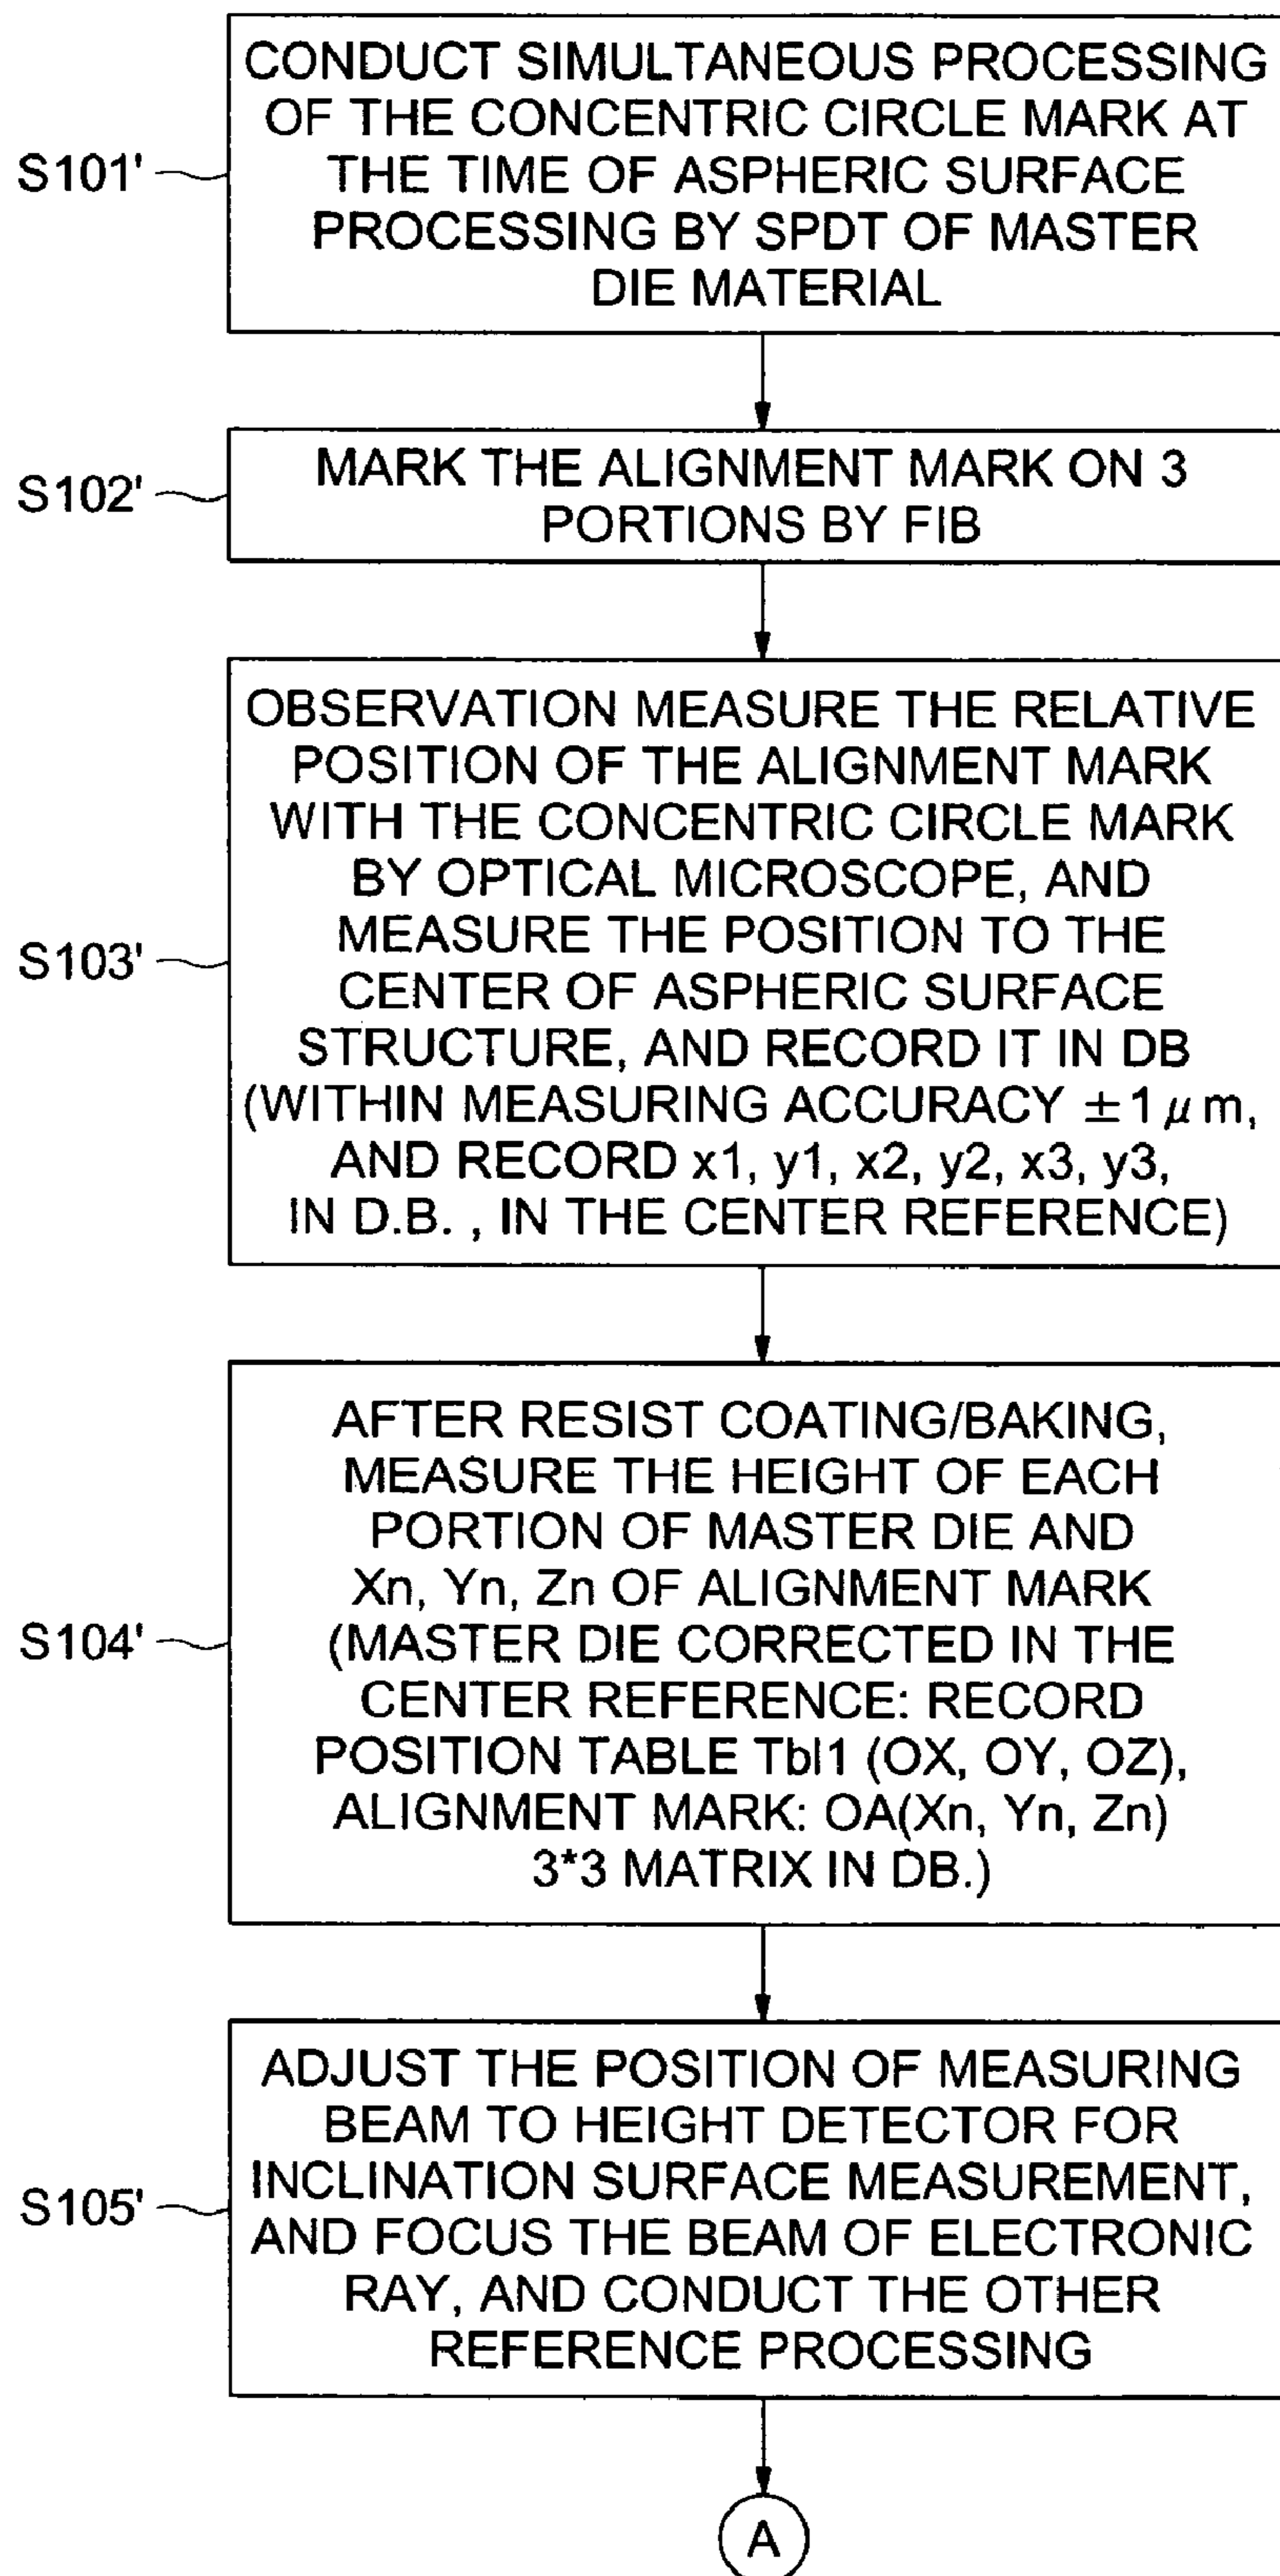 CONDUCT SIMULTANEOUS PROCESSING
OF THE CONCENTRIC CIRCLE MARK AT
S101' THE TIME OF ASPHERIC SURFACE
PROCESSING BY SPDT OF MASTER
DIE MATERIAL
MARK THE ALIGNMENT MARK ON 3
S102' PORTIONS BY FIB
OBSERVATION MEASURE THE RELATIVE
POSITION OF THE ALIGNMENT MARK
WITH THE CONCENTRIC CIRCLE MARK
BY OPTICAL MICROSCOPE, AND
MEASURE THE POSITION TO THE
S103' CENTER OF ASPHERIC SURFACE
STRUCTURE, AND RECORD IT IN DB
(WITHIN MEASURING ACCURACY ±1 μm,
AND RECORD x1, y1, x2, y2, x3, y3,
IN D.B. , IN THE CENTER REFERENCE)
AFTER RESIST COATING/BAKING,
MEASURE THE HEIGHT OF EACH
PORTION OF MASTER DIE AND
Xn, Yn, Zn OF ALIGNMENT MARK
S104' (MASTER DIE CORRECTED IN THE
CENTER REFERENCE: RECORD
POSITION TABLE Tbl1 (OX, OY, OZ),
ALIGNMENT MARK: OA(Xn, Yn, Zn)
3*3 MATRIX IN DB.)
ADJUST THE POSITION OF MEASURING
BEAM TO HEIGHT DETECTOR FOR
S105' INCLINATION SURFACE MEASUREMENT,
AND FOCUS THE BEAM OF ELECTRONIC
RAY, AND CONDUCT THE OTHER
REFERENCE PROCESSING
A